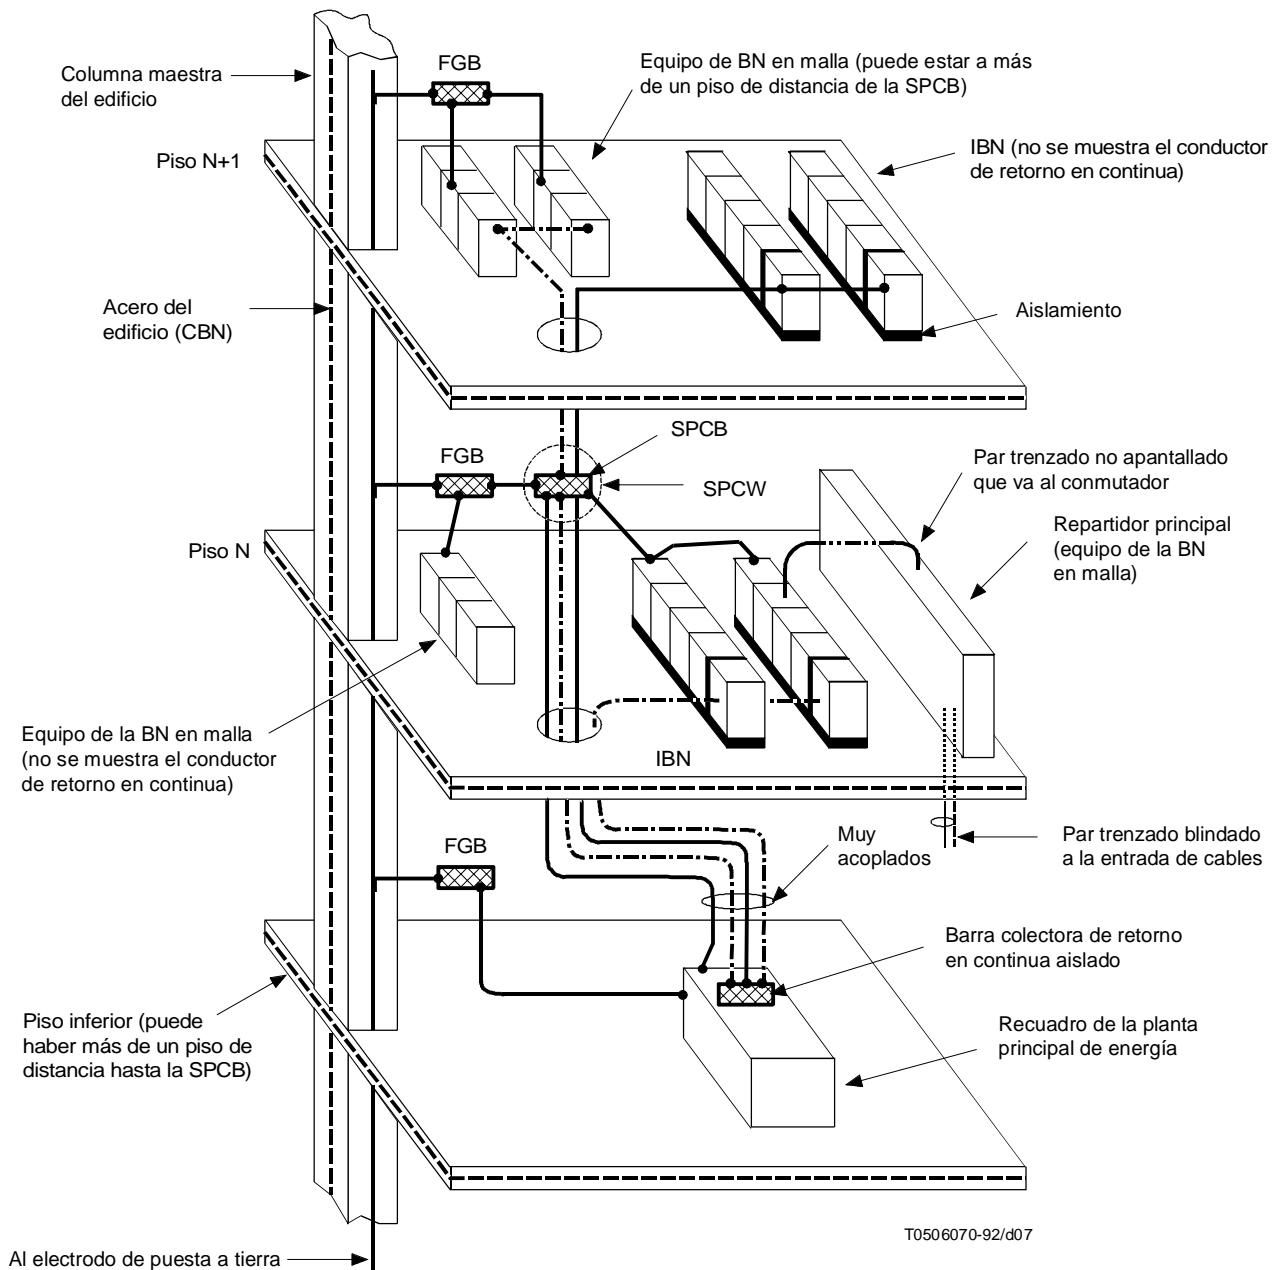 FGB
Equipo de BN en malla (puede estar a más
de un piso de distancia de la SPCB)
Columna maestra
del edificio
Piso N+1
IBN (no se muestra el conductor
de retorno en continua)
Acero del
edificio (CBN)
Aislamiento
SPCB
FGB
SPCW
Par trenzado no apantallado
que va al conmutador
Repartidor principal
(equipo de la BN
en malla)
Piso N
Equipo de la BN en malla
(no se muestra el conductor
de retorno en continua)
IBN
FGB
Muy
acoplados
Par trenzado blindado
a la entrada de cables
Barra colectora de retorno
en continua aislado
Piso inferior (puede
haber más de un piso de
distancia hasta la SPCB)
Recuadro de la planta
principal de energía
T0506070-92/d07
Al electrodo de puesta a tierra